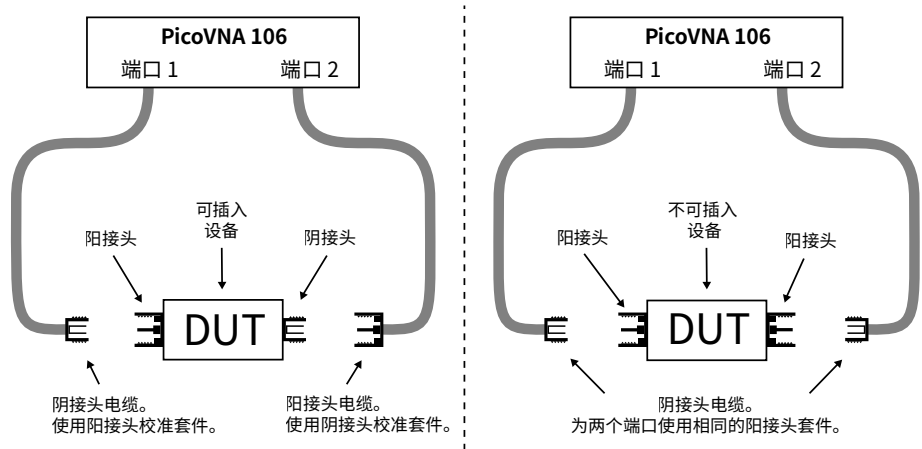 PicoVNA 106
端口 1
端口 2
可插入
设备
阳接头
阴接头
DUT
阴接头电缆。
使用阳接头校准套件。
阳接头电缆。
使用阴接头校准套件。
PicoVNA 106
端口 1
端口 2
不可插入
设备
阳接头
阳接头
DUT
阴接头电缆。
为两个端口使用相同的阳接头套件。